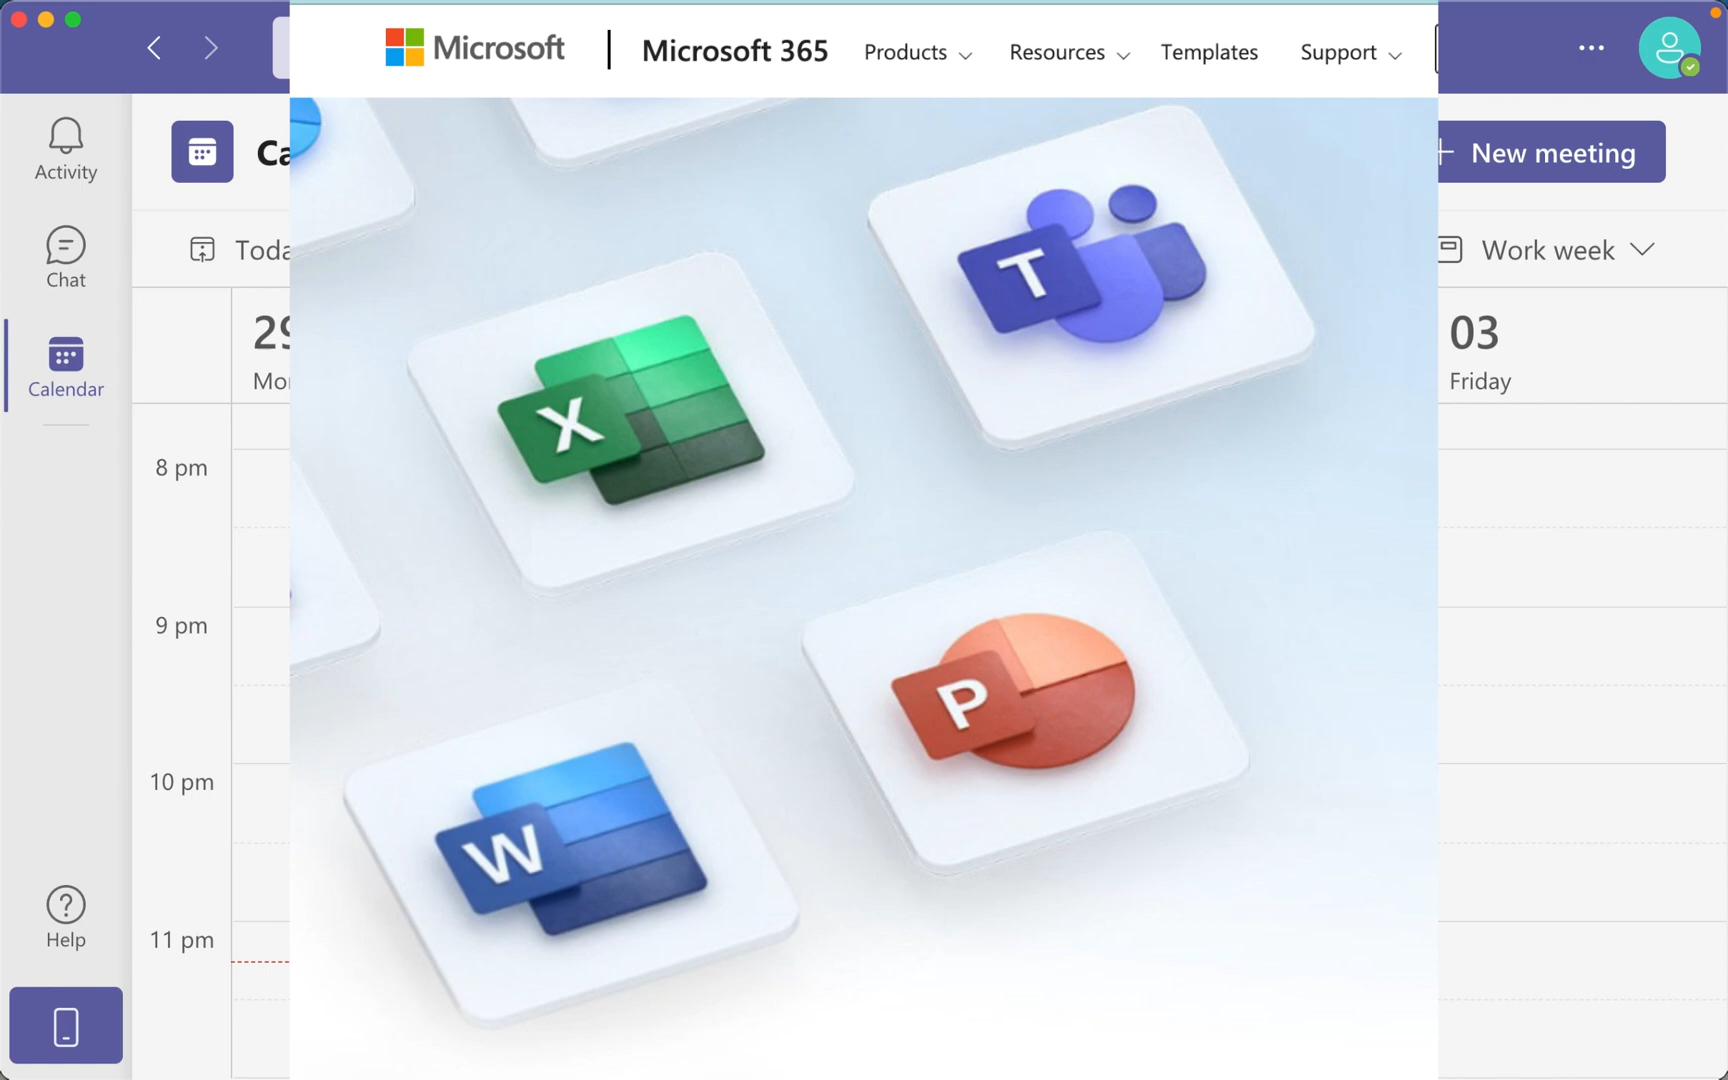 Microsoft
Microsoft 365
Products
Resources
Templates
Support
Activity
Chat
Calendar
Help
New meeting
Work week
29
03
Friday
8 pm
9 pm
10 pm
11 pm
T
X
P
W